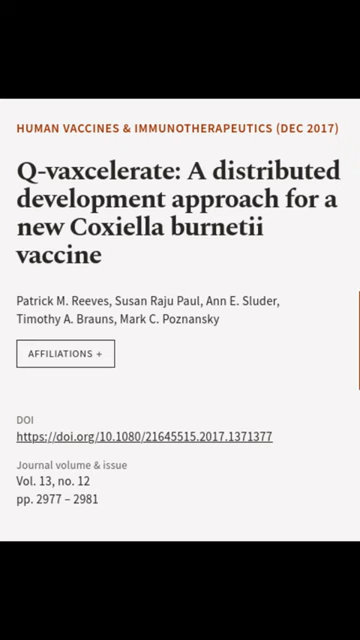 HUMAN VACCINES & IMMUNOTHERAPEUTICS (DEC 2017)
Q-vaxcelerate: A distributed
development approach for a
new Coxiella burnetii
vaccine
Patrick M. Reeves, Susan Raju Paul, Ann E. Sluder,
Timothy A. Brauns, Mark C. Poznansky
AFFILIATIONS +
DOI
https://doi.org/10.1080/21645515.2017.1371377
Journal volume & issue
Vol. 13, no. 12
pp. 2977 – 2981